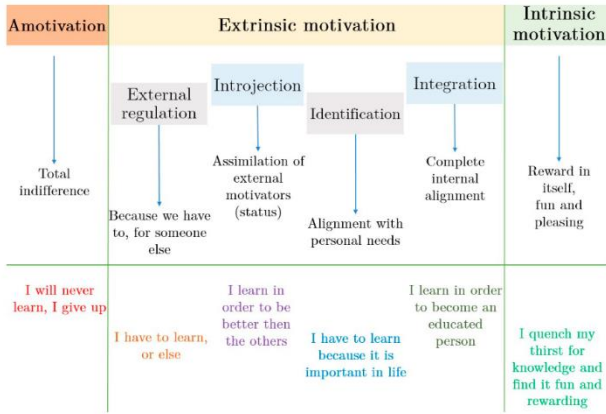 Amotivation
Extrinsic motivation
Intrinsic
motivation
External
regulation
Introjection
Identification
Integration
Total
indifference
Because we have
to, for someone
else
Assimilation of
external
motivators
(status)
Alignment with
personal needs
Complete
internal
alignment
Reward in
itself,
fun and
pleasing
I will never
learn, I give up
I have to learn,
or else
I learn in
order to be
better then
the others
I have to learn
because it is
important in life
I learn in order
to become an
educated
person
I quench my
thirst for
knowledge and
find it fun and
rewarding